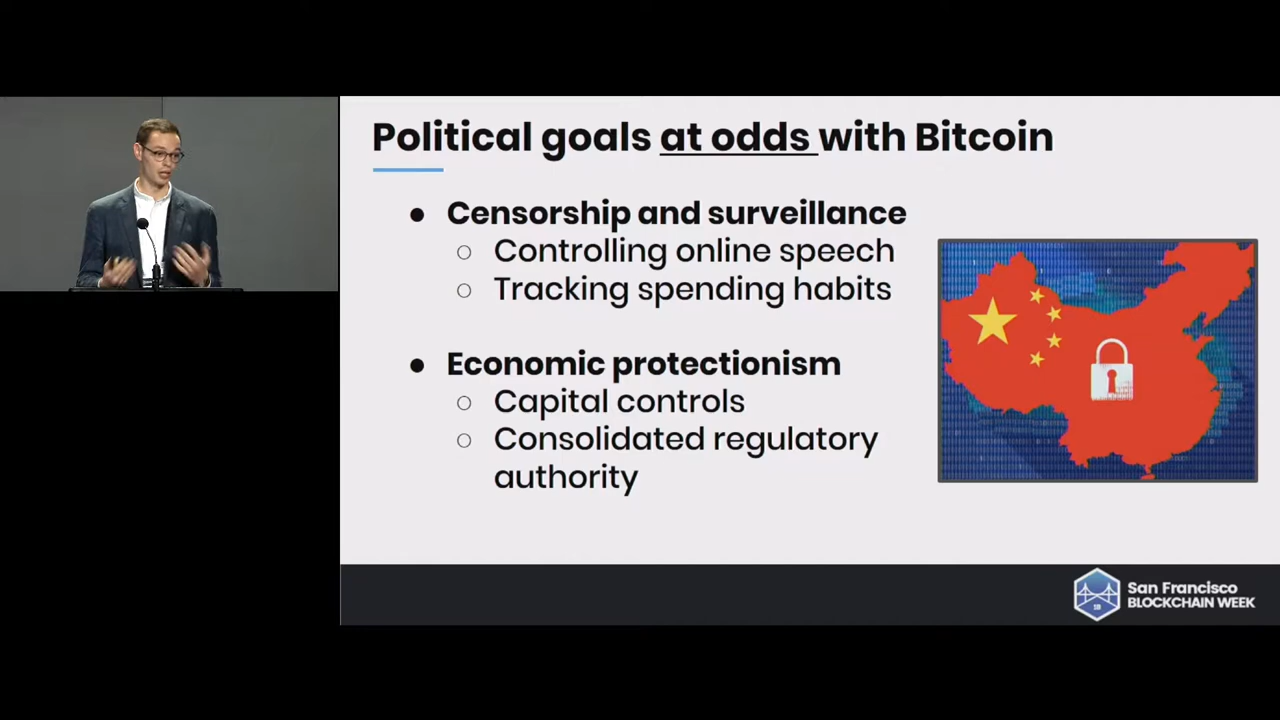 Political goals at odds with Bitcoin
● Censorship and surveillance
○ Controlling online speech
○ Tracking spending habits
● Economic protectionism
○ Capital controls
○ Consolidated regulatory
authority
San Francisco
BLOCKCHAIN WEEK